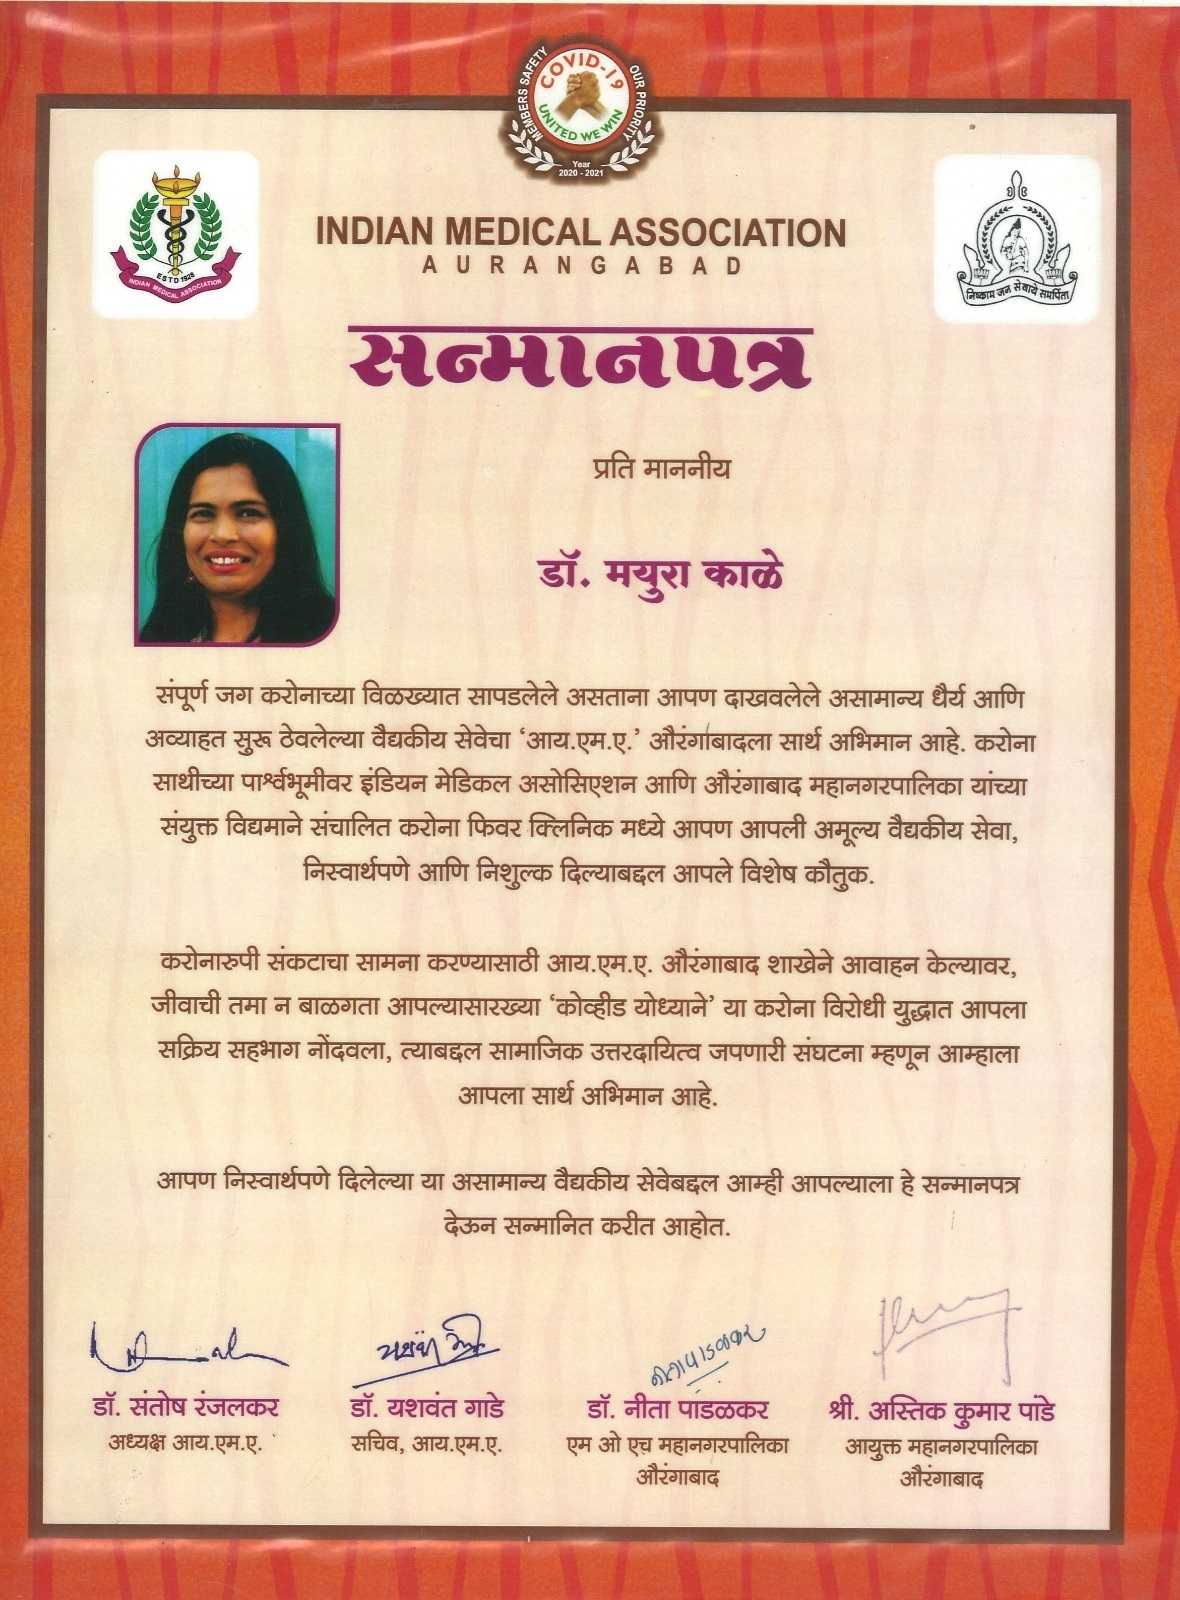 MEMBERS SAFETY OUR PRIORITY
COVID-19
UNITED WE WIN
Year
2020 - 2021
ESTD 1928
INDIAN MEDICAL ASSOCIATION
निष्काम जन सेवाये समर्पिता
INDIAN MEDICAL ASSOCIATION
AURANGABAD
सन्मानपत्र
प्रति माननीय
डॉ. मयुरा काळे
संपूर्ण जग करोनाच्या विळख्यात सापडलेले असताना आपण दाखवलेले असामान्य धैर्य आणि
अव्याहत सुरू ठेवलेल्या वैद्यकीय सेवेचा ‘आय.एम.ए.’ औरंगाबादला सार्थ अभिमान आहे. करोना
साथीच्या पार्श्वभूमीवर इंडियन मेडिकल असोसिएशन आणि औरंगाबाद महानगरपालिका यांच्या
संयुक्त विद्यमाने संचालित करोना फिवर क्लिनिक मध्ये आपण आपली अमूल्य वैद्यकीय सेवा,
निस्वार्थपणे आणि निशुल्क दिल्याबद्दल आपले विशेष कौतुक.
करोनारुपी संकटाचा सामना करण्यासाठी आय.एम.ए. औरंगाबाद शाखेने आवाहन केल्यावर,
जीवाची तमा न बाळगता आपल्यासारख्या ‘कोव्हीड योध्याने’ या करोना विरोधी युद्धात आपला
सक्रिय सहभाग नोंदवला, त्याबद्दल सामाजिक उत्तरदायित्व जपणारी संघटना म्हणून आम्हाला
आपला सार्थ अभिमान आहे.
आपण निस्वार्थपणे दिलेल्या या असामान्य वैद्यकीय सेवेबद्दल आम्ही आपल्याला हे सन्मानपत्र
देऊन सन्मानित करीत आहोत.
नीता पाडळकर
डॉ. संतोष रंजलकर डॉ. यशवंत गाडे डॉ. नीता पाडळकर श्री. अस्तिक कुमार पांडे
अध्यक्ष आय.एम.ए. सचिव, आय.एम.ए. एम ओ एच महानगरपालिका आयुक्त महानगरपालिका
औरंगाबाद औरंगाबाद